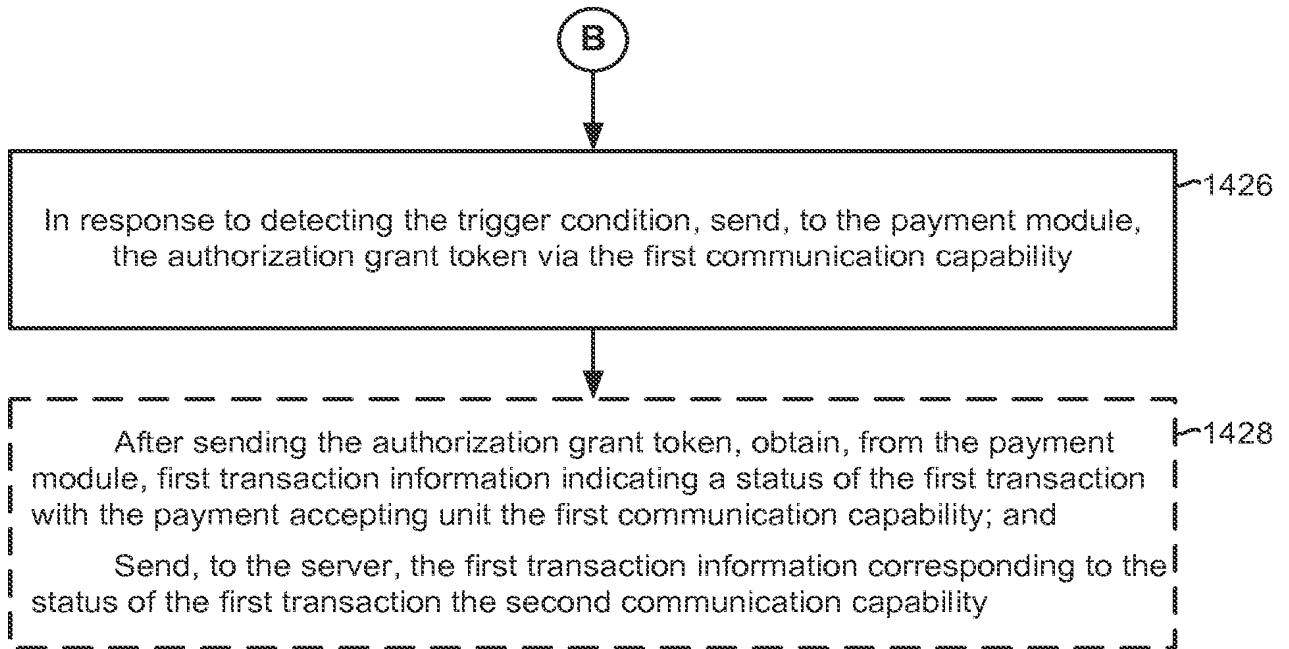 B
1426
In response to detecting the trigger condition, send, to the payment module,
the authorization grant token via the first communication capability
1428
After sending the authorization grant token, obtain, from the payment
module, first transaction information indicating a status of the first transaction
with the payment accepting unit the first communication capability; and
Send, to the server, the first transaction information corresponding to the
status of the first transaction the second communication capability